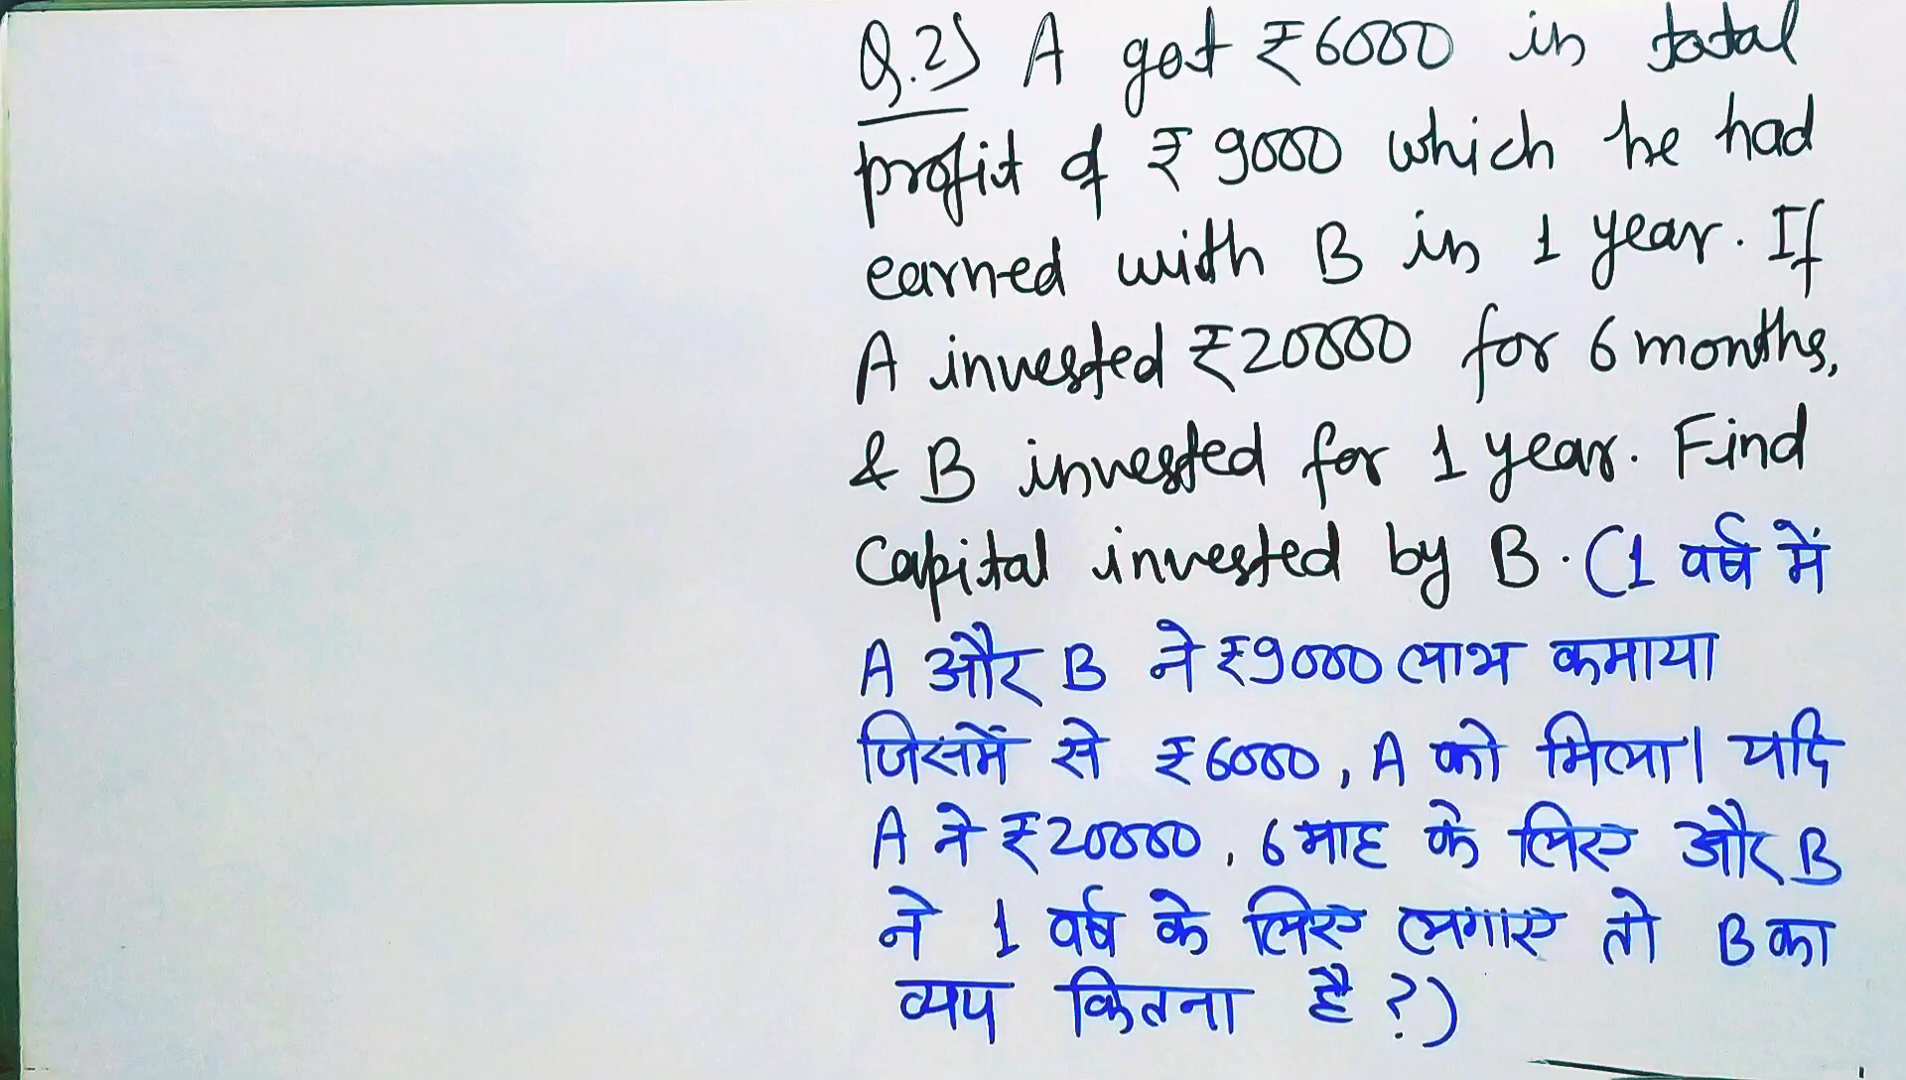 Q.2) A got ₹6000 in total
profit of ₹9000 which he had
earned with B in 1 year. If
A invested ₹20000 for 6 months,
& B invested for 1 year. Find
Capital invested by B. (1 वर्ष में
A और B ने ₹9000 लाभ कमाया
जिसमें से ₹6000, A को मिला। यदि
A ने ₹20000, 6 माह के लिए और B
ने 1 वर्ष के लिए लगाए तो B का
व्यय कितना है?)